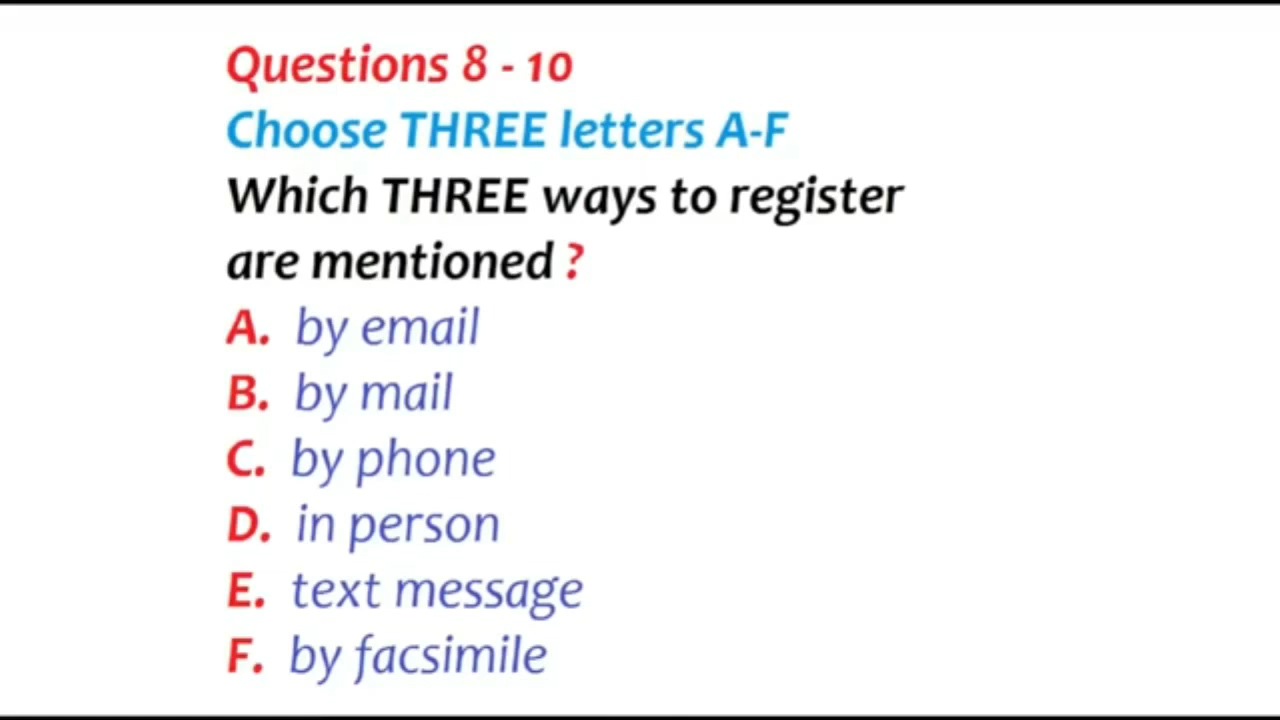 Questions 8 - 10
Choose THREE letters A-F
Which THREE ways to register
are mentioned ?
A. by email
B. by mail
C. by phone
D. in person
E. text message
F. by facsimile